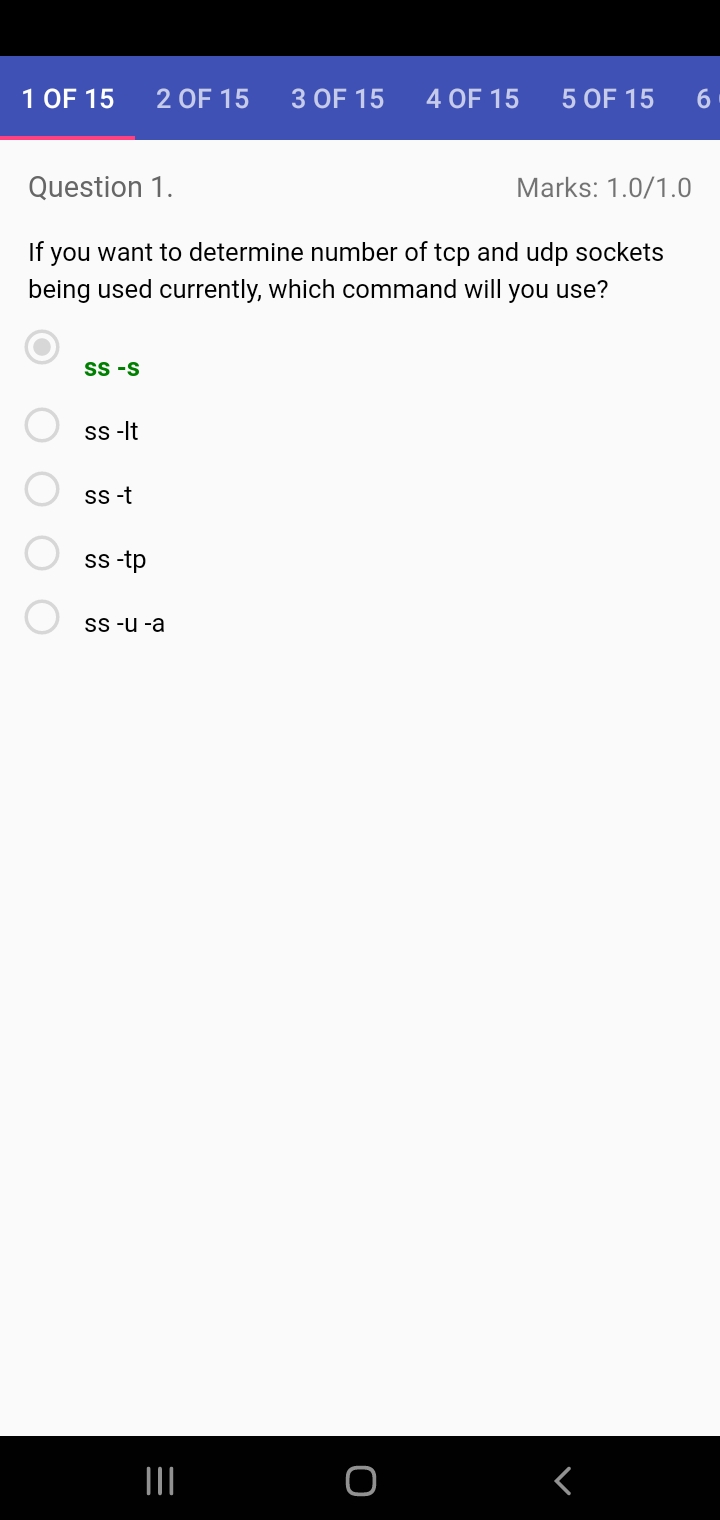 1 OF 15 2 OF 15 3 OF 15 4 OF 15 5 OF 15 6
Question 1. Marks: 1.0/1.0
If you want to determine number of tcp and udp sockets
being used currently, which command will you use?
ss -s
ss -lt
ss -t
ss -tp
ss -u -a